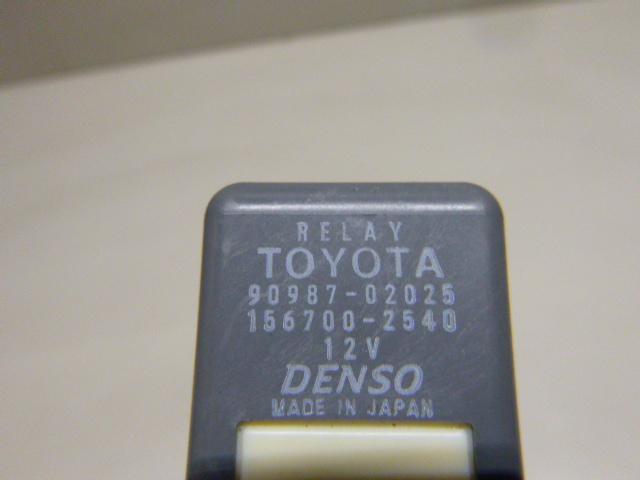 RELAY
TOYOTA
90987-02025
156700-2540
12V
DENSO
MADE IN JAPAN